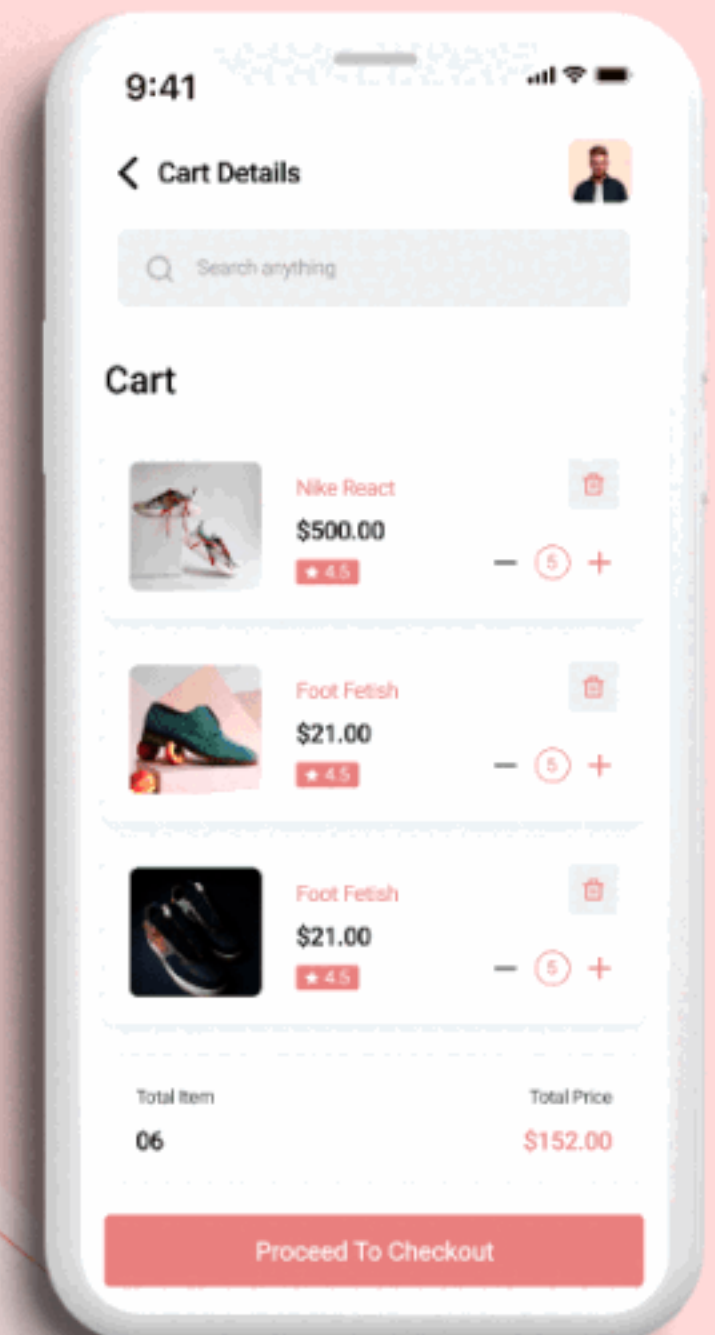 9:41
Cart Details
Search anything
Cart
Nike React
$500.00
★ 4.5
5
Foot Fetish
$21.00
★ 4.5
5
Foot Fetish
$21.00
★ 4.5
5
Total Item
Total Price
06
$152.00
Proceed To Checkout